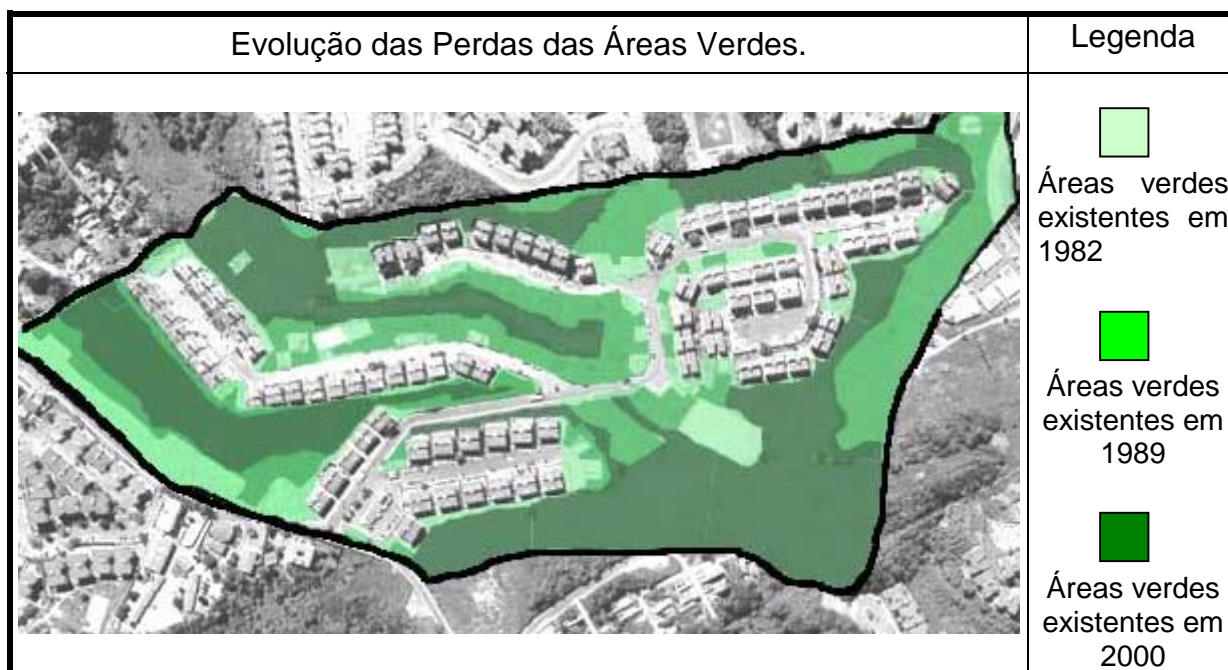 Evolução das Perdas das Áreas Verdes.
Legenda
Áreas verdes
existentes em
1982
Áreas verdes
existentes em
1989
Áreas verdes
existentes em
2000